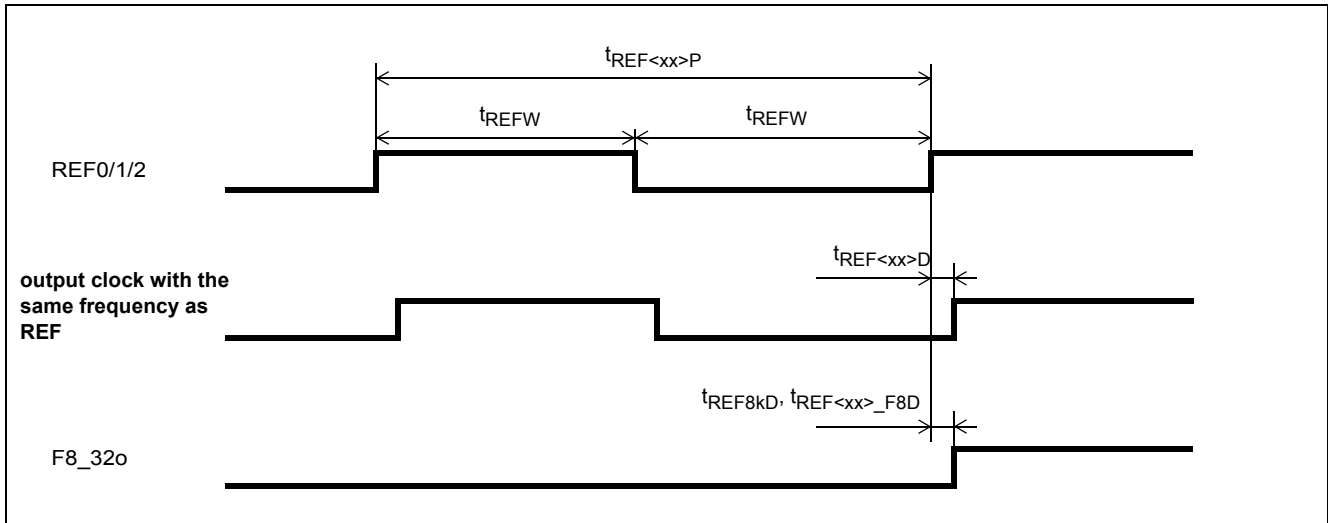 tREF<xx>P
tREFW tREFW
REF0/1/2
tREF<xx>D
output clock with the
same frequency as
REF
tREF8kD, tREF<xx>_F8D
F8_32o